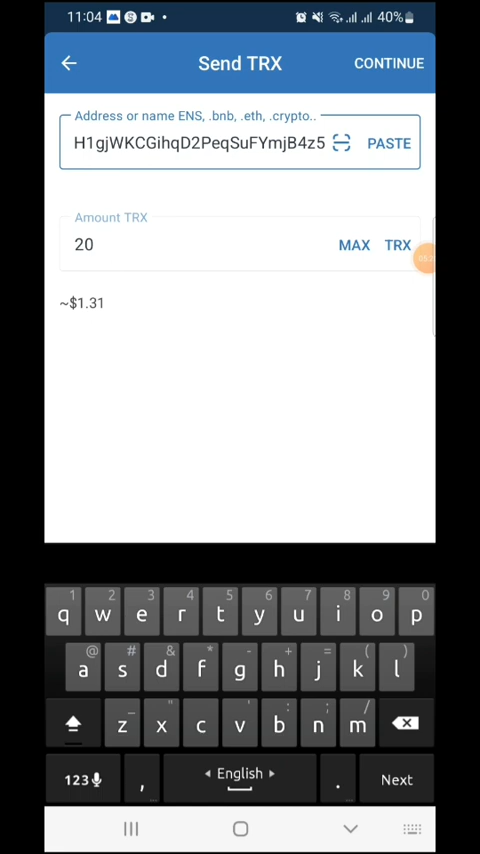 11:04
40%
Send TRX
CONTINUE
Address or name ENS, .bnb, .eth, .crypto..
H1gjWKCGihqD2PeqSuFYmjB4z5
PASTE
Amount TRX
20
MAX TRX
~$1.31
1 2 3 4 5 6 7 8 9 0
q w e r t y u i o p
@ # & * - + = ( )
a s d f g h j k l
_ " ' : ; /
z x c v b n m
123 , English . Next